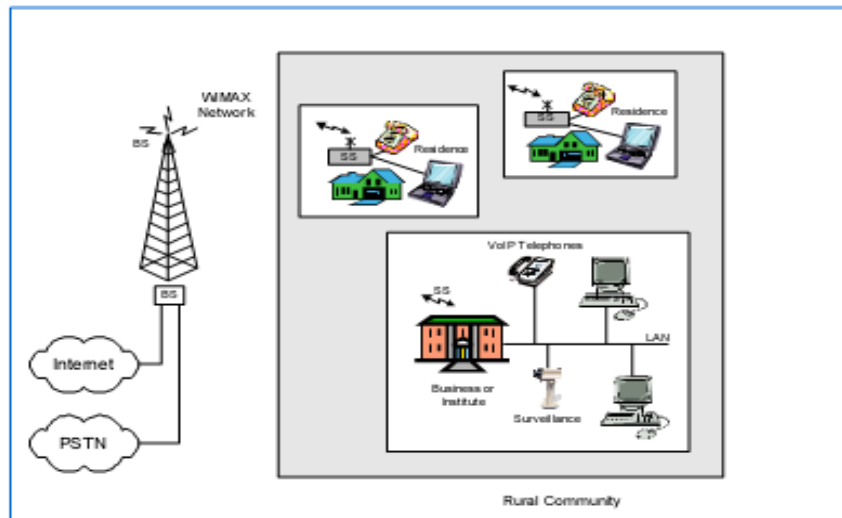 WiMAX
Network
BS
BS
Internet
PSTN
SS
Residence
SS
Residence
VoIP Telephones
SS
LAN
Business or
Institute
Surveillance
Rural Community